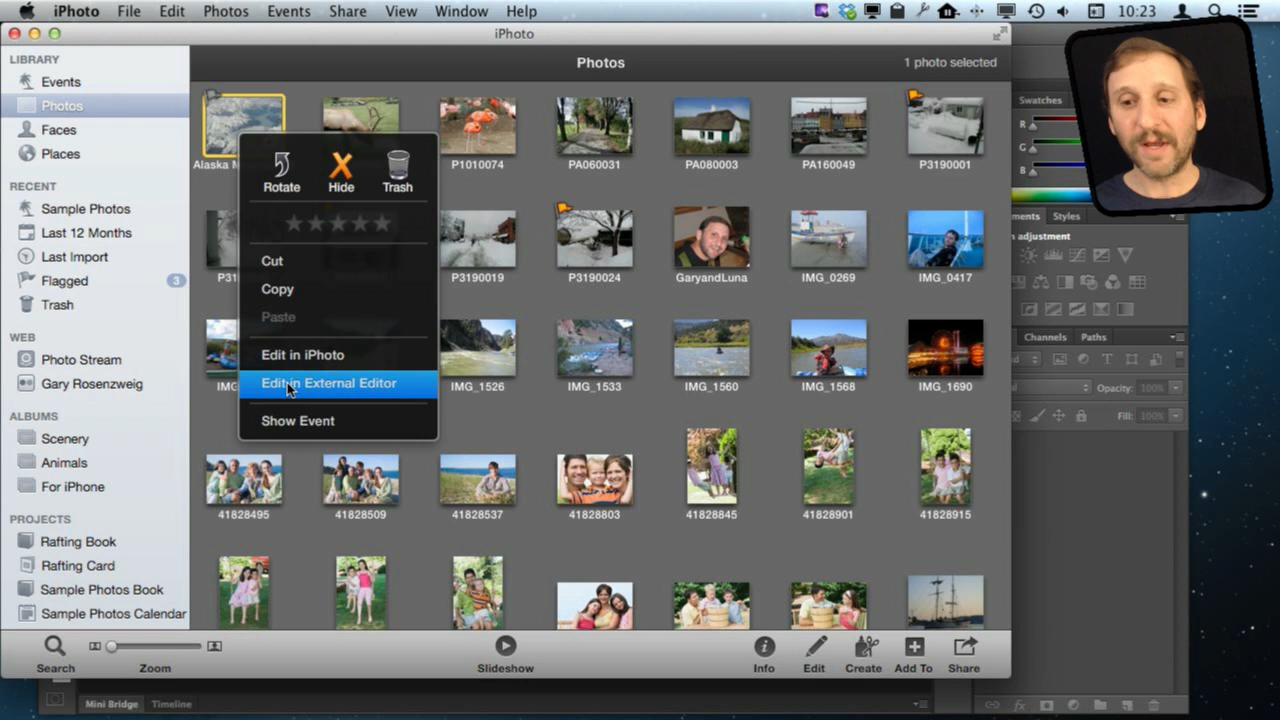 iPhoto File Edit Photos Events Share View Window Help 10:23
iPhoto
LIBRARY
Events
Photos
Faces
Places
RECENT
Sample Photos
Last 12 Months
Last Import
Flagged 3
Trash
WEB
Photo Stream
Gary Rosenzweig
ALBUMS
Scenery
Animals
For iPhone
PROJECTS
Rafting Book
Rafting Card
Sample Photos Book
Sample Photos Calendar
Photos 1 photo selected
Alaska P1010074 PA060031 PA080003 PA160049 P3190001
P3190019 P3190024 GaryandLuna IMG_0269 IMG_0417
IMG_1526 IMG_1533 IMG_1560 IMG_1568 IMG_1690
41828495 41828509 41828537 41828803 41828845 41828901 41828915
Rotate Hide Trash
Cut
Copy
Paste
Edit in iPhoto
Edit in External Editor
Show Event
Search Zoom Slideshow Info Edit Create Add To Share
Swatches
R
G
B
Styles
adjustment
Channels Paths
Opacity: 100%
Fill: 100%
Mini Bridge Timeline